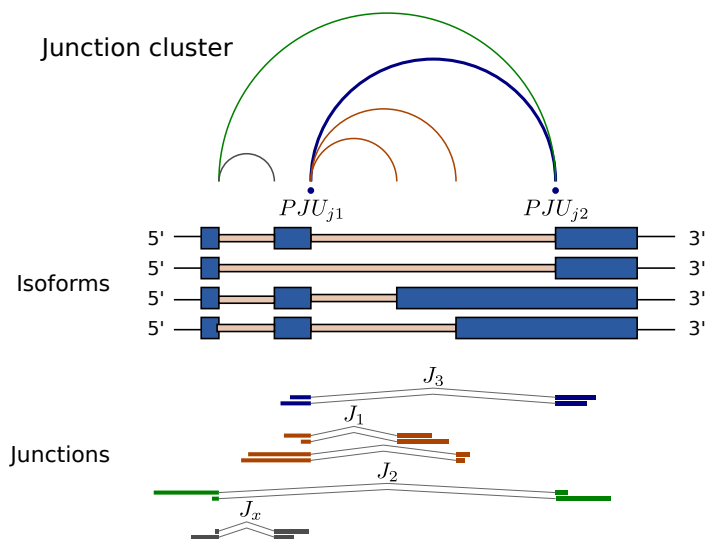 Junction cluster
PJU_{j1} PJU_{j2}
5' 3'
5' 3'
Isoforms
5' 3'
5' 3'
J_3
J_1
Junctions
J_2
J_x